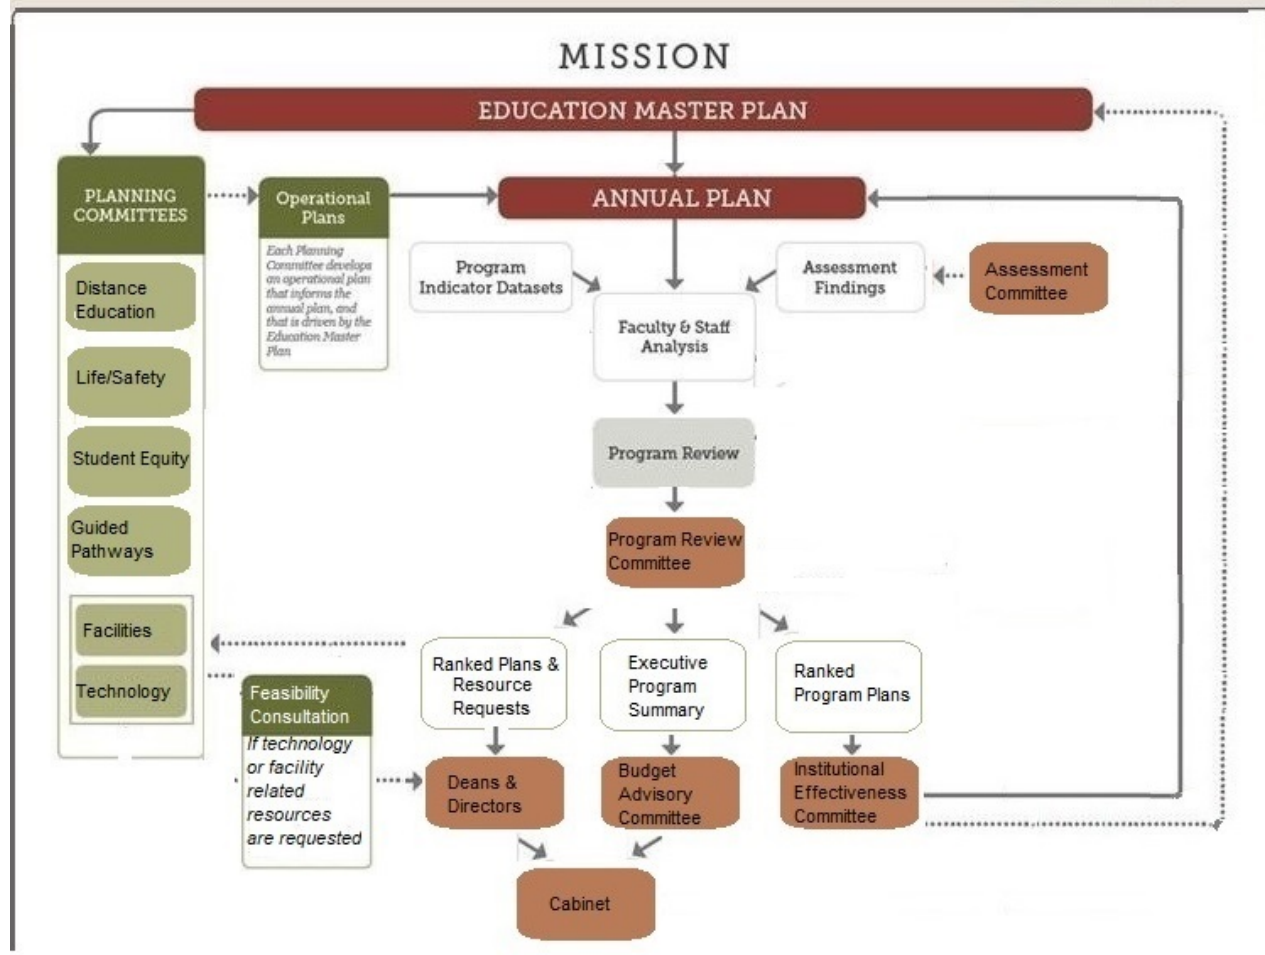 MISSION
EDUCATION MASTER PLAN
PLANNING
COMMITTEES
Distance
Education
Life/Safety
Student Equity
Guided
Pathways
Facilities
Technology
Operational
Plans
Each Planning
Committee develops
an operational plan
that informs the
annual plan, and
that is driven by the
Education Master
Plan
ANNUAL PLAN
Program
Indicator Datasets
Assessment
Findings
Assessment
Committee
Faculty & Staff
Analysis
Program Review
Program Review
Committee
Ranked Plans &
Resource
Requests
Executive
Program
Summary
Ranked
Program Plans
Feasibility
Consultation
If technology
or facility
related
resources
are requested
Deans &
Directors
Budget
Advisory
Committee
Institutional
Effectiveness
Committee
Cabinet